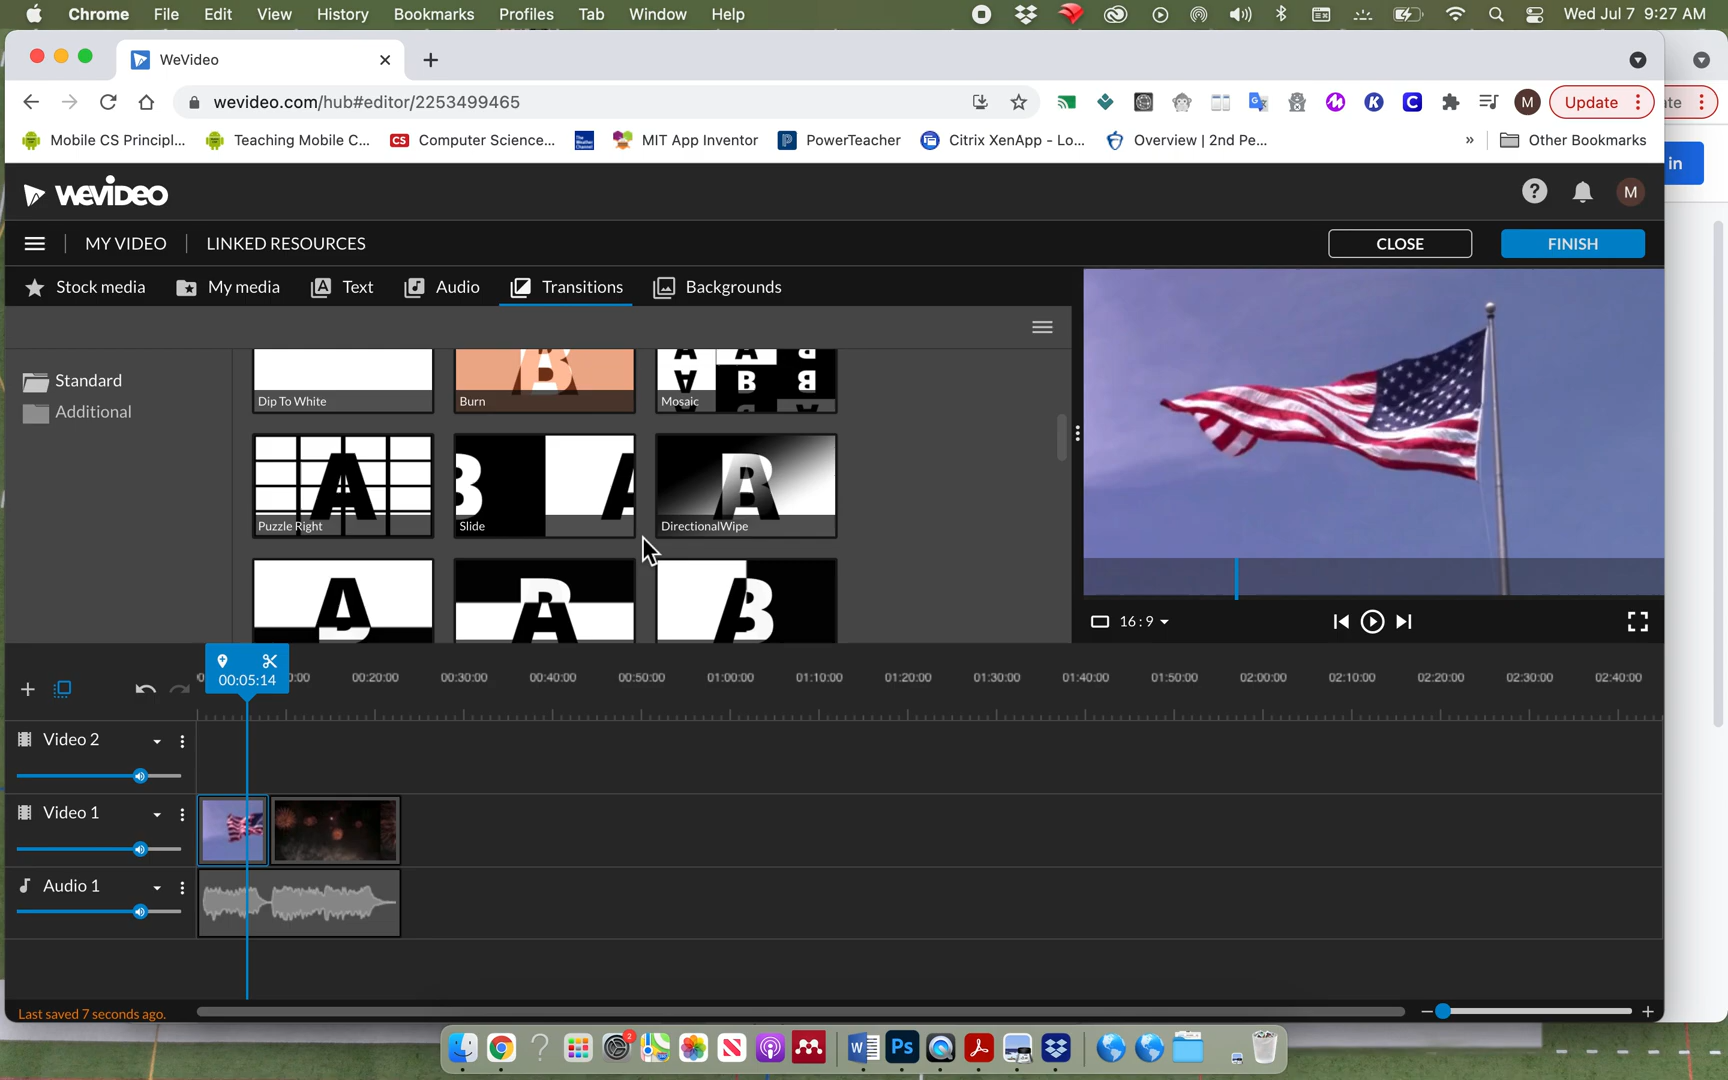 Chrome File Edit View History Bookmarks Profiles Tab Window Help Wed Jul 7 9:27 AM
WeVideo
wevideo.com/hub#editor/2253499465 M Update
Mobile CS Principl... Teaching Mobile C... CS Computer Science... MIT App Inventor PowerTeacher Citrix XenApp - Lo... Overview | 2nd Pe... » Other Bookmarks
in
wevideo ? M
MY VIDEO LINKED RESOURCES CLOSE FINISH
Stock media My media Text Audio Transitions Backgrounds
Standard
Additional
Dip To White Burn Mosaic
Puzzle Right Slide DirectionalWipe
16:9
00:05:14 00:20:00 00:30:00 00:40:00 00:50:00 01:00:00 01:10:00 01:20:00 01:30:00 01:40:00 01:50:00 02:00:00 02:10:00 02:20:00 02:30:00 02:40:00
Video 2
Video 1
Audio 1
Last saved 7 seconds ago.